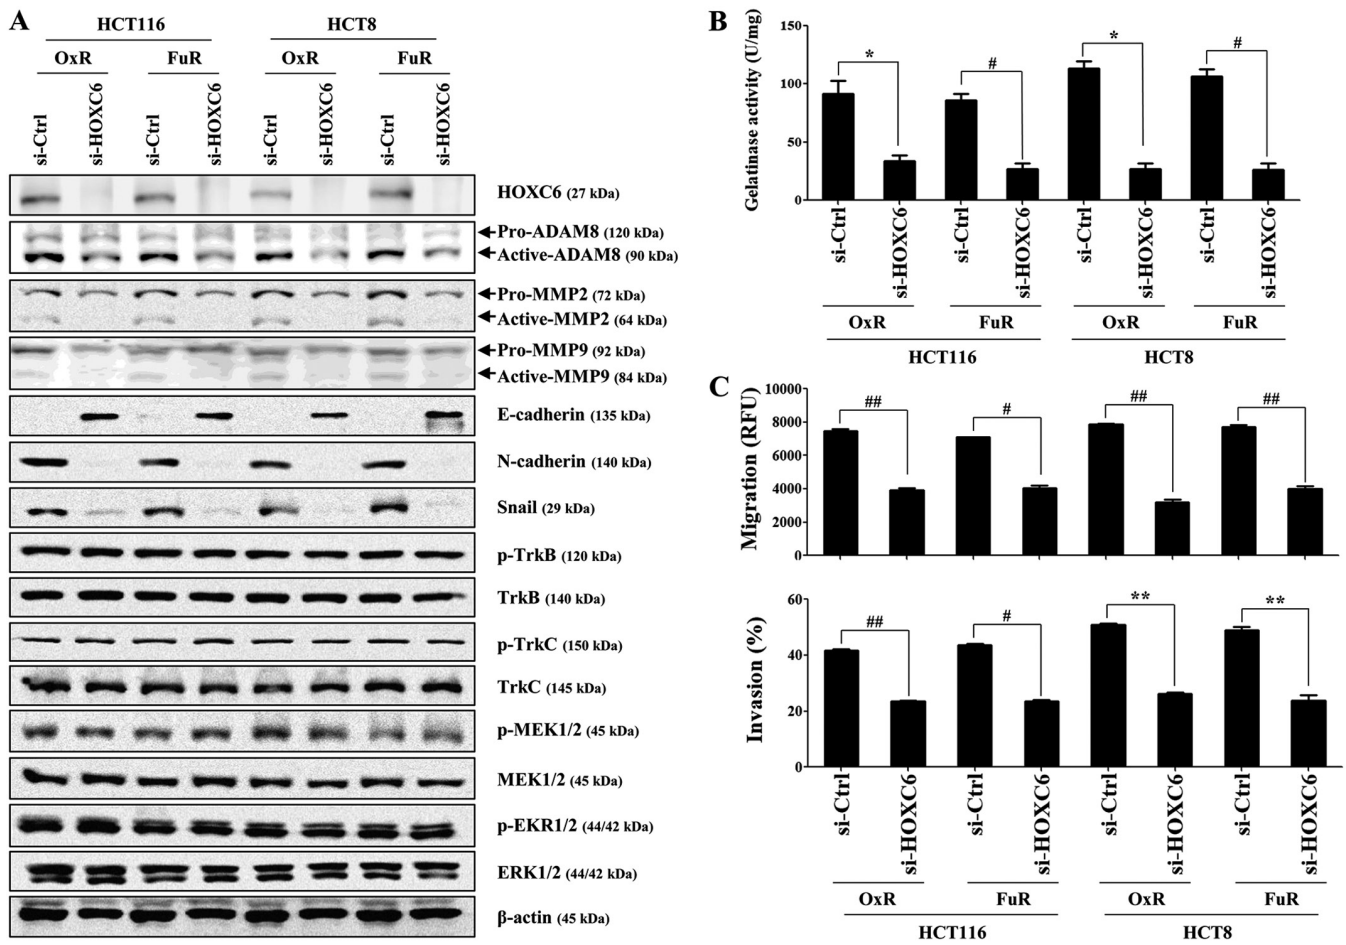 A
HCT116
HCT8
OxR
FuR
OxR
FuR
si-Ctrl
si-HOXC6
si-Ctrl
si-HOXC6
si-Ctrl
si-HOXC6
si-Ctrl
si-HOXC6
HOXC6 (27 kDa)
Pro-ADAM8 (120 kDa)
Active-ADAM8 (90 kDa)
Pro-MMP2 (72 kDa)
Active-MMP2 (64 kDa)
Pro-MMP9 (92 kDa)
Active-MMP9 (84 kDa)
E-cadherin (135 kDa)
N-cadherin (140 kDa)
Snail (29 kDa)
p-TrkB (120 kDa)
TrkB (140 kDa)
p-TrkC (150 kDa)
TrkC (145 kDa)
p-MEK1/2 (45 kDa)
MEK1/2 (45 kDa)
p-EKR1/2 (44/42 kDa)
ERK1/2 (44/42 kDa)
β-actin (45 kDa)
B
Gelatinase activity (U/mg)
150
100
50
0
*
#
*
#
si-Ctrl
si-HOXC6
si-Ctrl
si-HOXC6
si-Ctrl
si-HOXC6
si-Ctrl
si-HOXC6
OxR
FuR
OxR
FuR
HCT116
HCT8
C
Migration (RFU)
10000
8000
6000
4000
2000
0
##
#
##
##
Invasion (%)
60
40
20
0
##
#
**
**
si-Ctrl
si-HOXC6
si-Ctrl
si-HOXC6
si-Ctrl
si-HOXC6
si-Ctrl
si-HOXC6
OxR
FuR
OxR
FuR
HCT116
HCT8